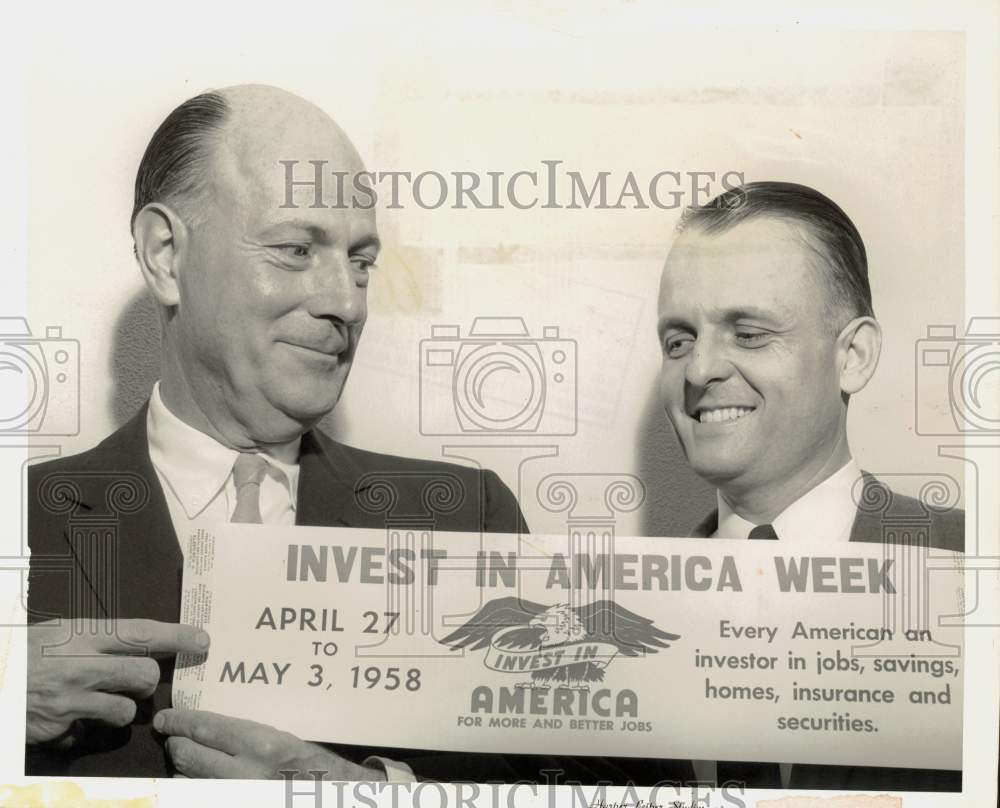 HISTORICIMAGES
INVEST IN AMERICA WEEK
APRIL 27
TO
MAY 3, 1958
INVEST IN
AMERICA
FOR MORE AND BETTER JOBS
Every American an
investor in jobs, savings,
homes, insurance and
securities.
HISTORICIMAGES